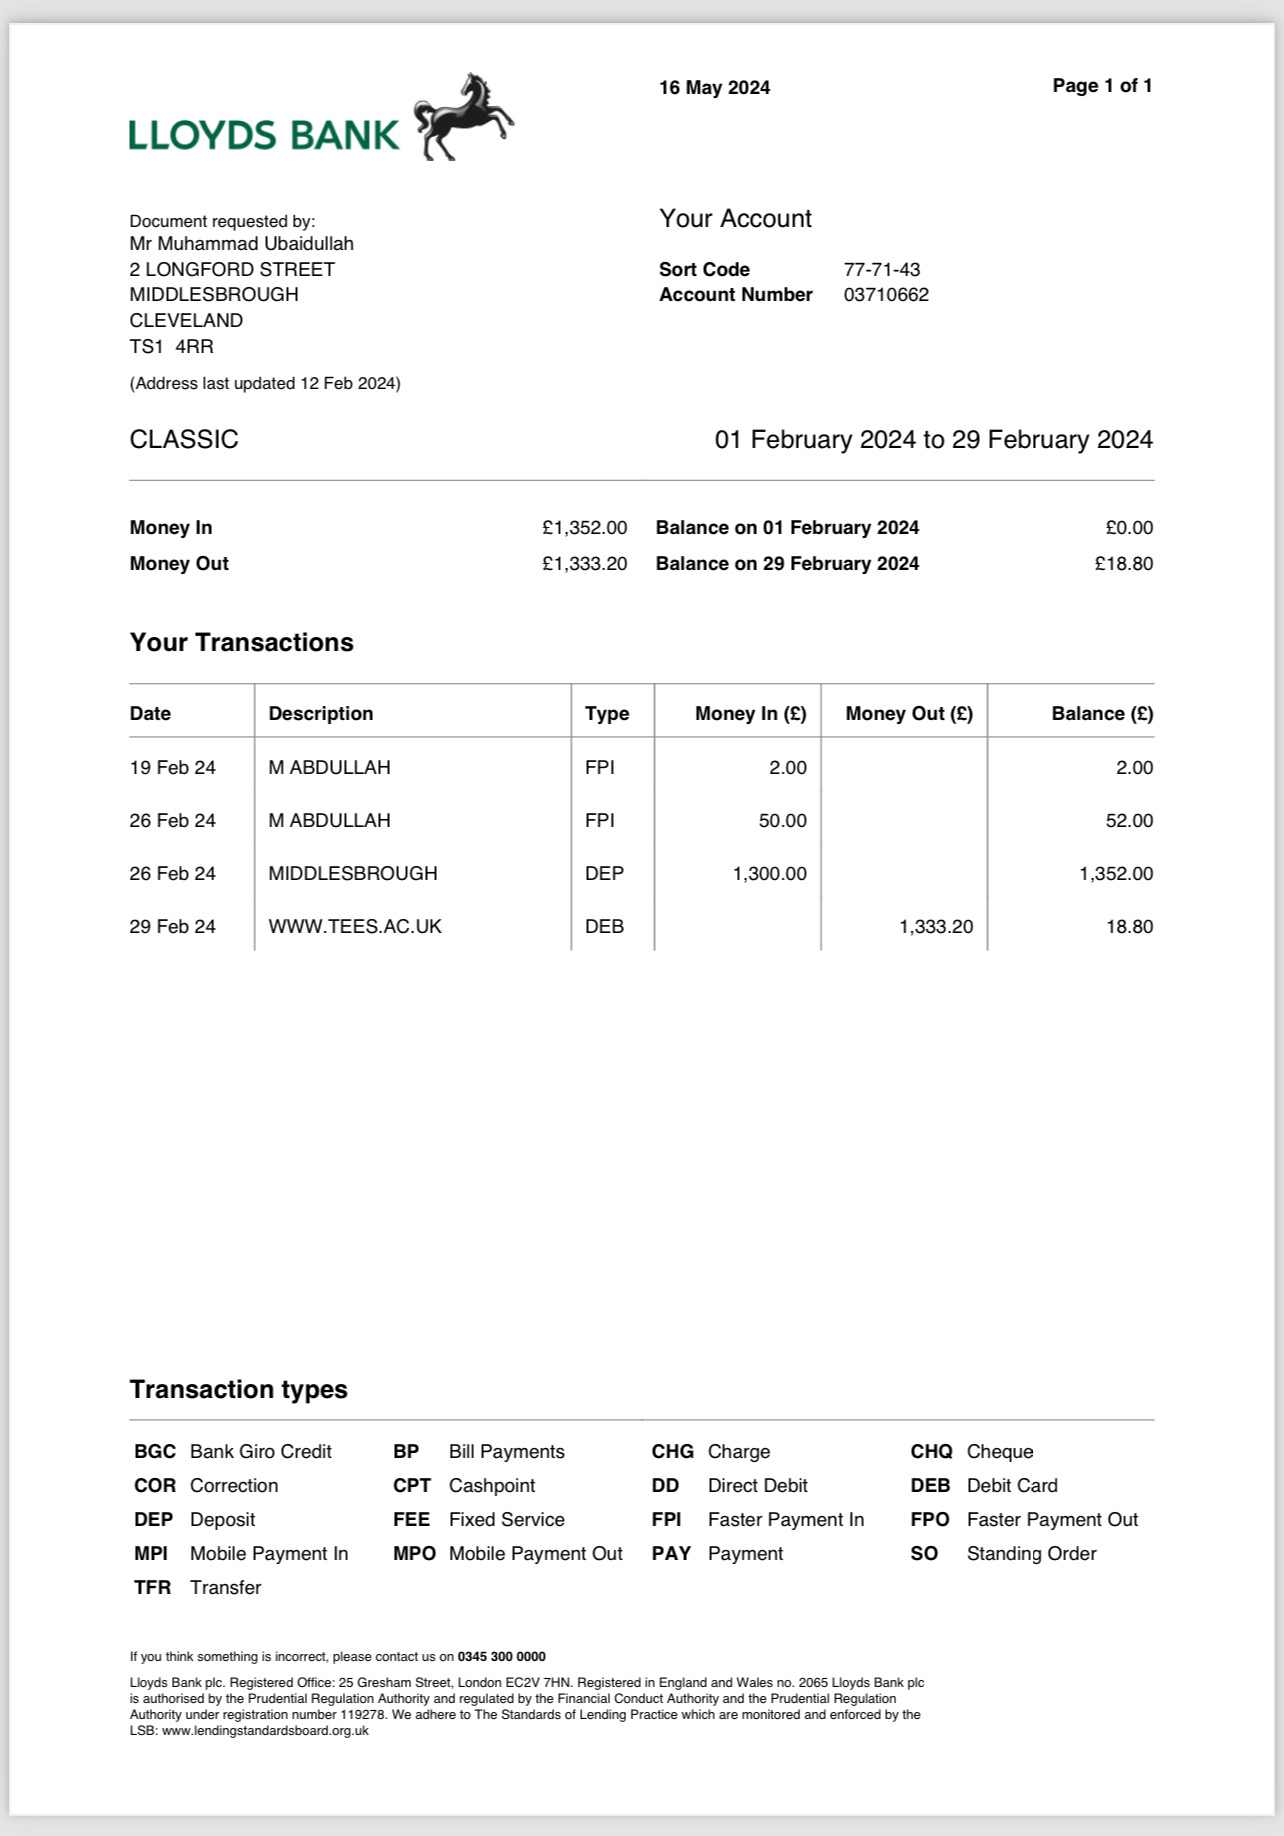 16 May 2024 Page 1 of 1
LLOYDS BANK
Document requested by:
Mr Muhammad Ubaidullah
2 LONGFORD STREET
MIDDLESBROUGH
CLEVELAND
TS1 4RR
(Address last updated 12 Feb 2024)
Your Account
Sort Code 77-71-43
Account Number 03710662
CLASSIC 01 February 2024 to 29 February 2024
Money In £1,352.00 Balance on 01 February 2024 £0.00
Money Out £1,333.20 Balance on 29 February 2024 £18.80
Your Transactions
Date Description Type Money In (£) Money Out (£) Balance (£)
19 Feb 24 M ABDULLAH FPI 2.00 2.00
26 Feb 24 M ABDULLAH FPI 50.00 52.00
26 Feb 24 MIDDLESBROUGH DEP 1,300.00 1,352.00
29 Feb 24 WWW.TEES.AC.UK DEB 1,333.20 18.80
Transaction types
BGC Bank Giro Credit BP Bill Payments CHG Charge CHQ Cheque
COR Correction CPT Cashpoint DD Direct Debit DEB Debit Card
DEP Deposit FEE Fixed Service FPI Faster Payment In FPO Faster Payment Out
MPI Mobile Payment In MPO Mobile Payment Out PAY Payment SO Standing Order
TFR Transfer
If you think something is incorrect, please contact us on 0345 300 0000
Lloyds Bank plc. Registered Office: 25 Gresham Street, London EC2V 7HN. Registered in England and Wales no. 2065 Lloyds Bank plc
is authorised by the Prudential Regulation Authority and regulated by the Financial Conduct Authority and the Prudential Regulation
Authority under registration number 119278. We adhere to The Standards of Lending Practice which are monitored and enforced by the
LSB: www.lendingstandardsboard.org.uk